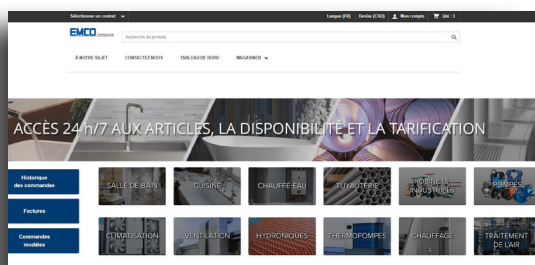 Sélectionner un contrat
Langue (FR) Devise (CAD) Mon compte Qté : 3
EMCO
Recherche de produits
À NOTRE SUJET CONTACTEZ-NOUS TABLEAU DE BORD MAGASINER
ACCÈS 24 h/7 AUX ARTICLES, LA DISPONIBILITÉ ET LA TARIFICATION
Historique
des commandes
Factures
Commandes
modèles
SALLE DE BAIN CUISINE CHAUFFE-EAU TUYAUTERIE ROBINETS INDUSTRIELS POMPES
CLIMATISATION VENTILATION HYDRONIQUES THERMOPOMPES CHAUFFAGE TRAITEMENT DE L'AIR